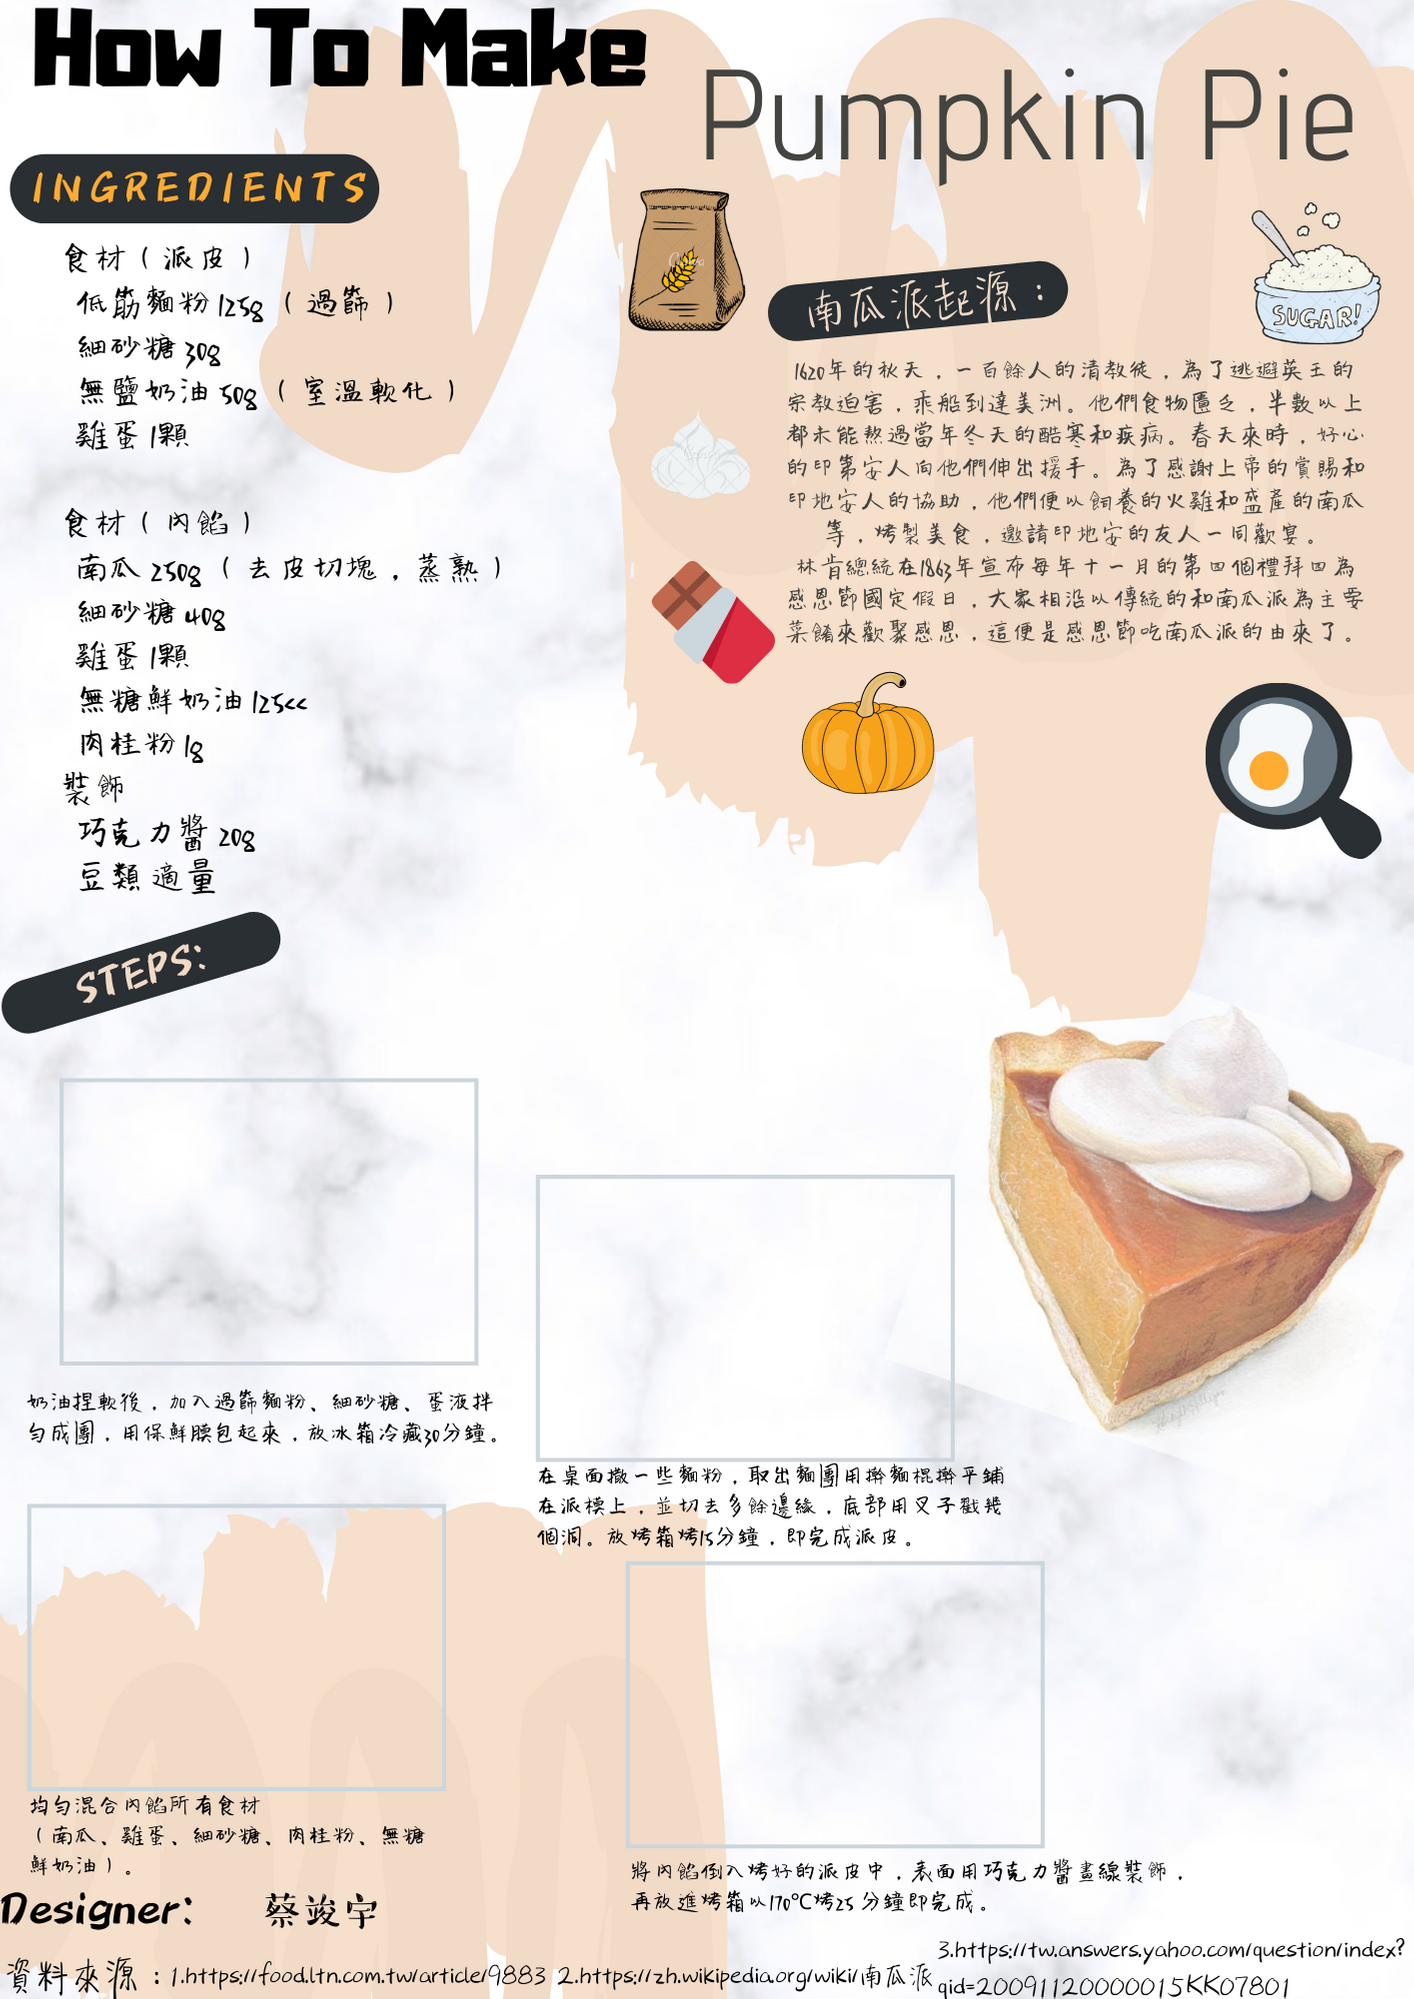 How To Make
Pumpkin Pie
INGREDIENTS
食材（派皮）
低筋麵粉125g（過篩）
細砂糖30g
無鹽奶油50g（室溫軟化）
雞蛋1顆
食材（內餡）
南瓜250g（去皮切塊，蒸熟）
細砂糖40g
雞蛋1顆
無糖鮮奶油125cc
肉桂粉1g
裝飾
巧克力醬20g
豆類適量
SUGAR!
南瓜派起源：
1620年的秋天，一百餘人的清教徒，為了逃避英王的
宗教迫害，乘船到達美洲。他們食物匱乏，半數以上
都未能熬過當年冬天的酷寒和疾病。春天來時，好心
的印第安人向他們伸出援手。為了感謝上帝的賞賜和
印地安人的協助，他們便以飼養的火雞和盛產的南瓜
等，烤製美食，邀請印地安的友人一同歡宴。
林肯總統在1863年宣布每年十一月的第四個禮拜四為
感恩節國定假日，大家相沿以傳統的和南瓜派為主要
菜餚來歡聚感恩，這便是感恩節吃南瓜派的由來了。
STEPS:
奶油捏軟後，加入過篩麵粉、細砂糖、蛋液拌
勻成團，用保鮮膜包起來，放冰箱冷藏30分鐘。
在桌面撒一些麵粉，取出麵團用擀麵棍擀平鋪
在派模上，並切去多餘邊緣，底部用叉子戳幾
個洞。放烤箱烤15分鐘，即完成派皮。
均勻混合內餡所有食材
（南瓜、雞蛋、細砂糖、肉桂粉、無糖
鮮奶油）。
將內餡倒入烤好的派皮中，表面用巧克力醬畫線裝飾，
再放進烤箱以170°C烤25分鐘即完成。
Designer: 蔡竣宇
資料來源：1.https://food.ltn.com.tw/article/9883 2.https://zh.wikipedia.org/wiki/南瓜派
3.https://tw.answers.yahoo.com/question/index?
qid=20091120000015KK07801